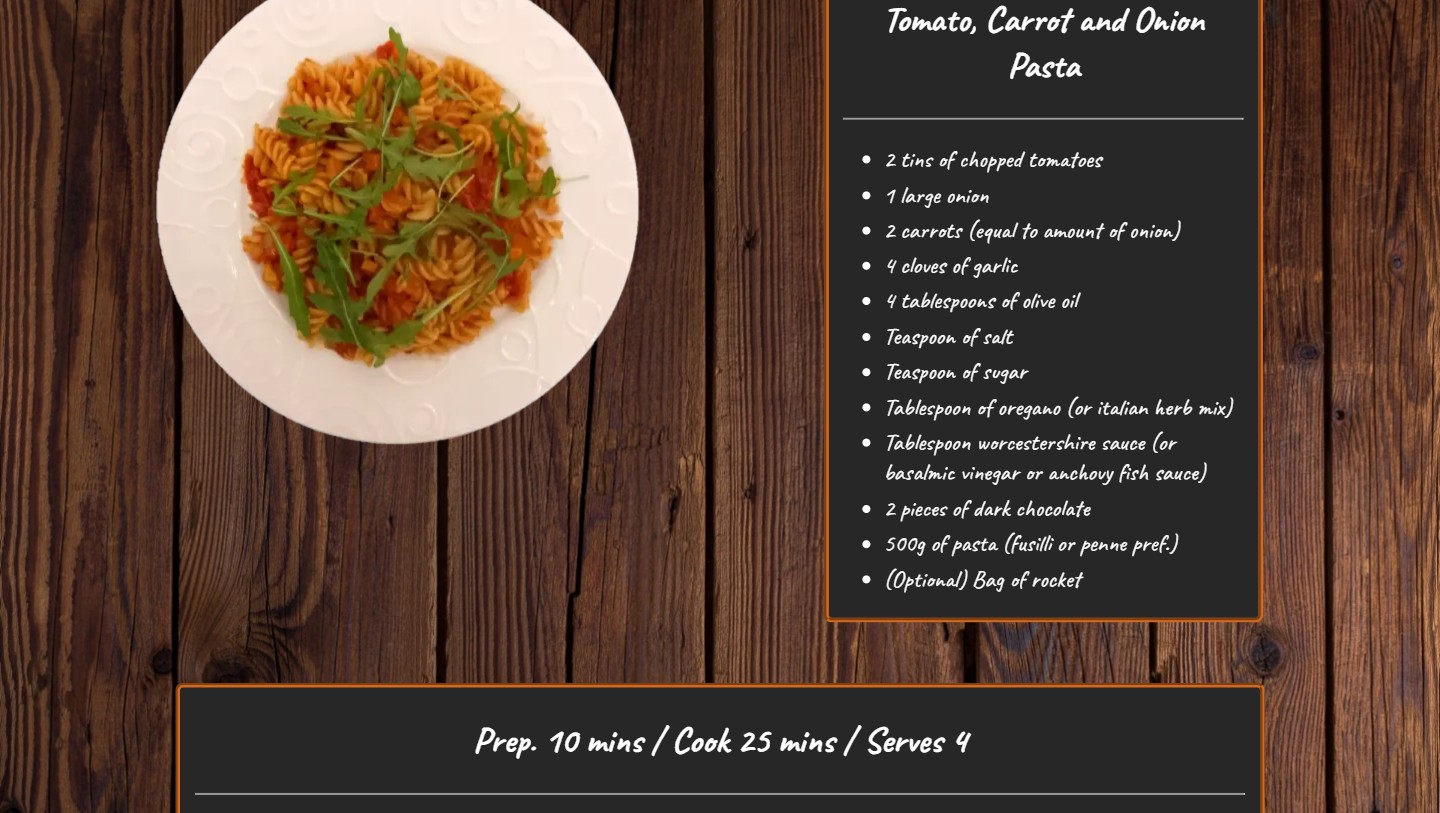 Tomato, Carrot and Onion
Pasta
2 tins of chopped tomatoes
1 large onion
2 carrots (equal to amount of onion)
4 cloves of garlic
4 tablespoons of olive oil
Teaspoon of salt
Teaspoon of sugar
Tablespoon of oregano (or italian herb mix)
Tablespoon worcestershire sauce (or
basalmic vinegar or anchovy fish sauce)
2 pieces of dark chocolate
500g of pasta (fusilli or penne pref.)
(Optional) Bag of rocket
Prep. 10 mins / Cook 25 mins / Serves 4